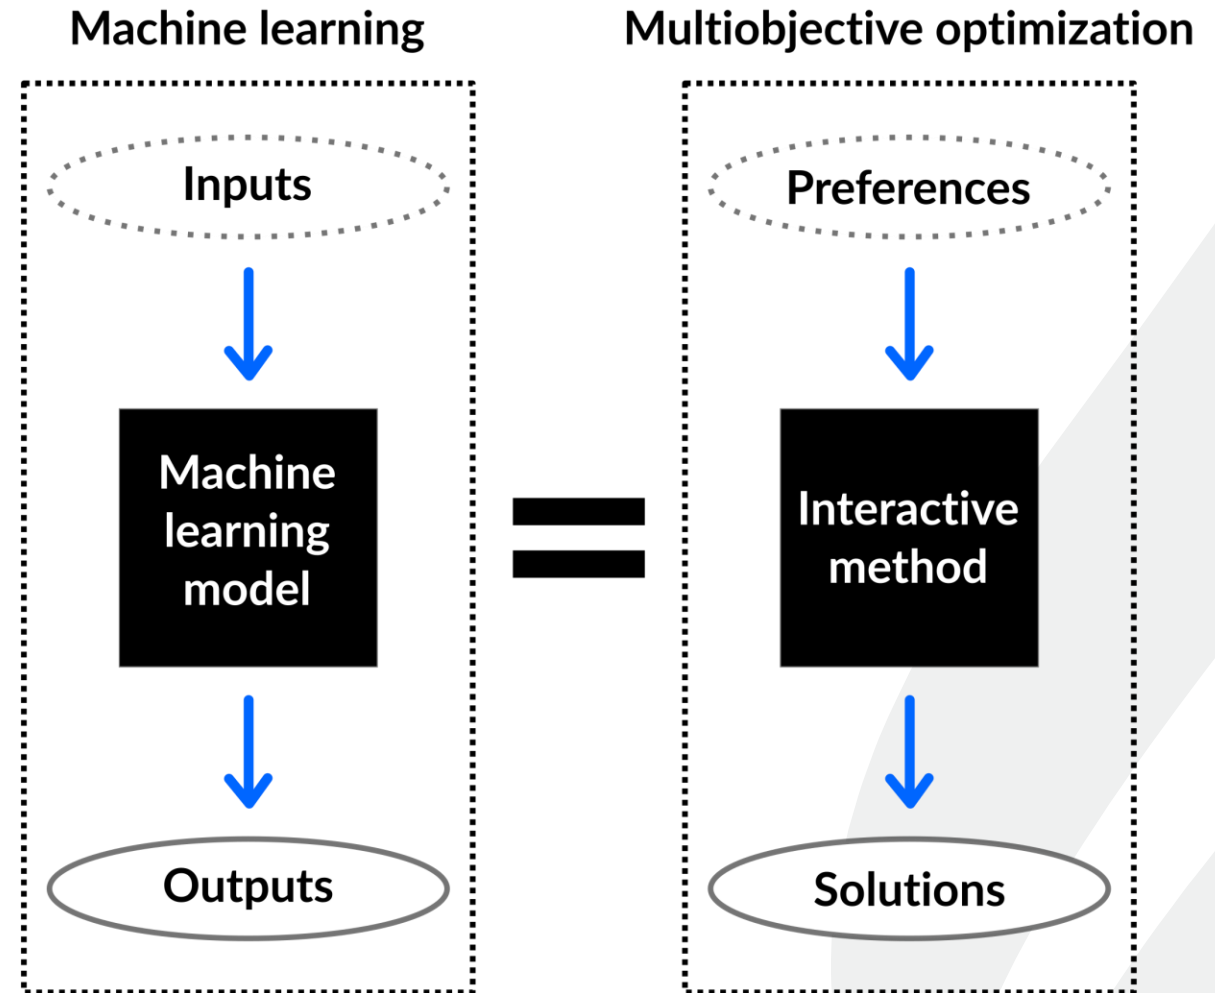 Machine learning
Inputs
Machine
learning
model
Outputs
Multiobjective optimization
Preferences
Interactive
method
Solutions